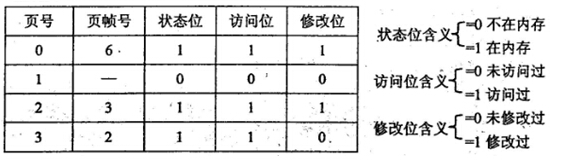 页号 页帧号 状态位 访问位 修改位
0 6 1 1 1
1 — 0 0 0
2 3 1 1 1
3 2 1 1 0
状态位含义 =0 不在内存
=1 在内存
访问位含义 =0 未访问过
=1 访问过
修改位含义 =0 未修改过
=1 修改过